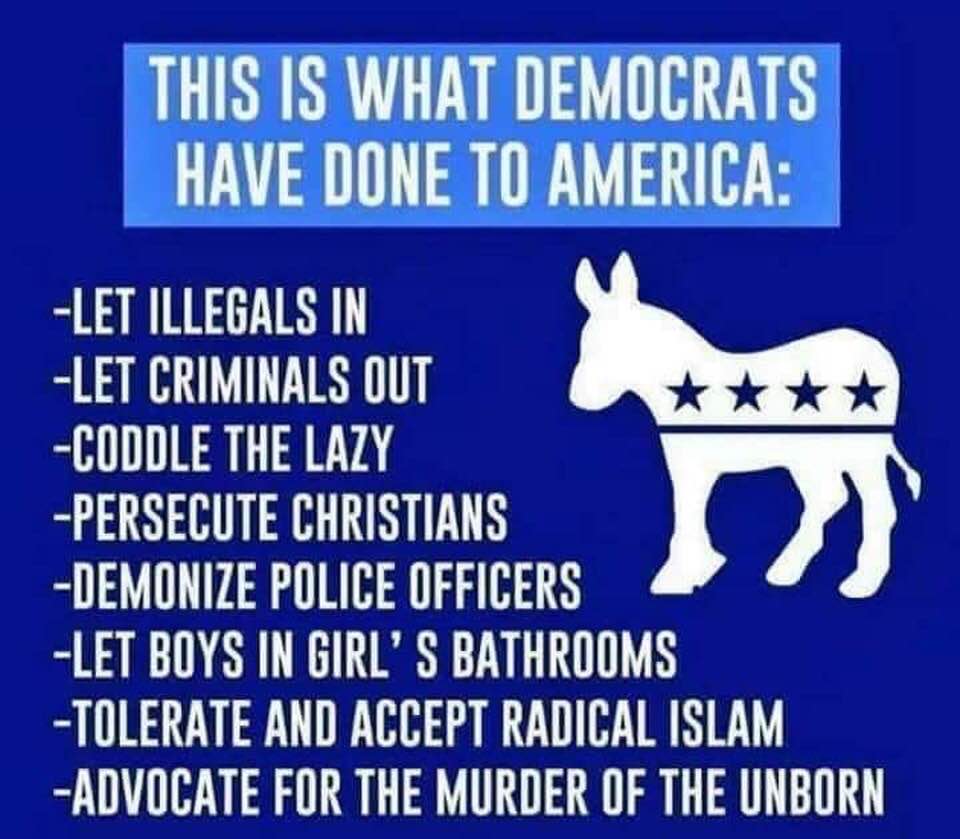 THIS IS WHAT DEMOCRATS
HAVE DONE TO AMERICA:
-LET ILLEGALS IN
-LET CRIMINALS OUT
-CODDLE THE LAZY
-PERSECUTE CHRISTIANS
-DEMONIZE POLICE OFFICERS
-LET BOYS IN GIRL' S BATHROOMS
-TOLERATE AND ACCEPT RADICAL ISLAM
-ADVOCATE FOR THE MURDER OF THE UNBORN